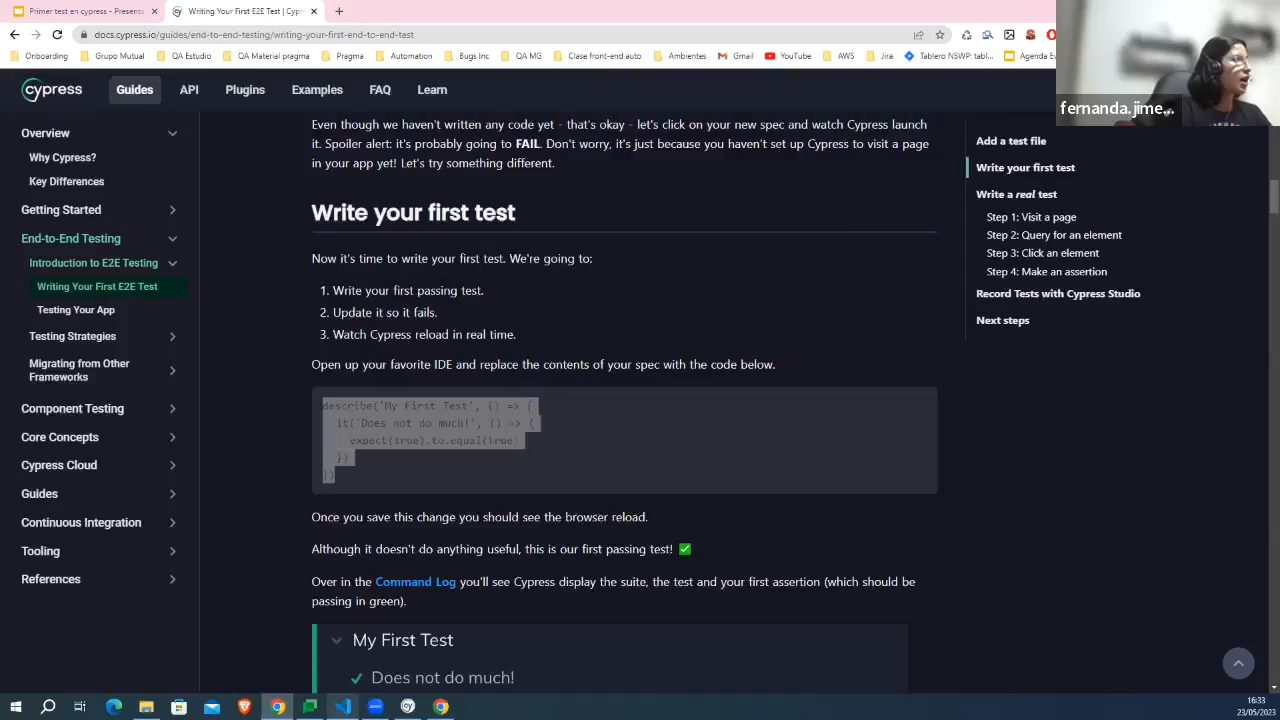 Primer test en cypress - Presenta
Writing Your First E2E Test | Cyp
docs.cypress.io/guides/end-to-end-testing/writing-your-first-end-to-end-test
Onboarding
Grupo Mutual
QA Estudio
QA Material pragma
Pragma
Automation
Bugs Inc
QA MG
Clase front-end auto
Ambientes
Gmail
YouTube
AWS
Jira
Tablero NSWP: tabl...
Agenda Ev
fernanda.jime...
cypress
Guides
API
Plugins
Examples
FAQ
Learn
Overview
Why Cypress?
Key Differences
Getting Started
End-to-End Testing
Introduction to E2E Testing
Writing Your First E2E Test
Testing Your App
Testing Strategies
Migrating from Other
Frameworks
Component Testing
Core Concepts
Cypress Cloud
Guides
Continuous Integration
Tooling
References
Even though we haven't written any code yet - that's okay - let's click on your new spec and watch Cypress launch
it. Spoiler alert: it's probably going to FAIL. Don't worry, it's just because you haven't set up Cypress to visit a page
in your app yet! Let's try something different.
Write your first test
Now it's time to write your first test. We're going to:
1. Write your first passing test.
2. Update it so it fails.
3. Watch Cypress reload in real time.
Open up your favorite IDE and replace the contents of your spec with the code below.
describe('My First Test', () => {
it('Does not do much!', () => {
expect(true).to.equal(true)
})
})
Once you save this change you should see the browser reload.
Although it doesn't do anything useful, this is our first passing test! ✅
Over in the Command Log you'll see Cypress display the suite, the test and your first assertion (which should be
passing in green).
My First Test
Does not do much!
Add a test file
Write your first test
Write a real test
Step 1: Visit a page
Step 2: Query for an element
Step 3: Click an element
Step 4: Make an assertion
Record Tests with Cypress Studio
Next steps
16:33
23/05/2023